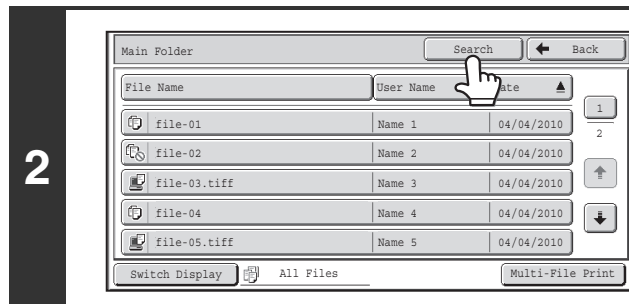 2
Main Folder Search Back
File Name User Name Date
file-01 Name 1 04/04/2010 1
file-02 Name 2 04/04/2010 2
file-03.tiff Name 3 04/04/2010
file-04 Name 4 04/04/2010
file-05.tiff Name 5 04/04/2010
Switch Display All Files Multi-File Print